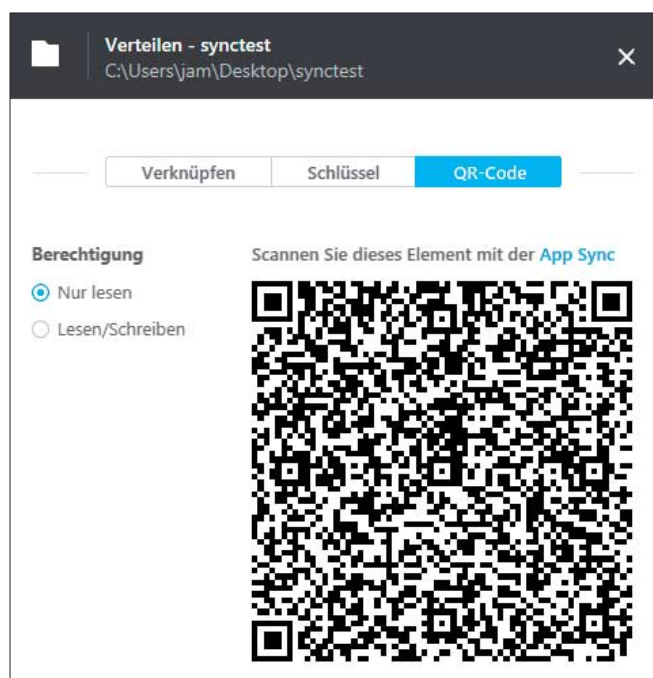 Verteilen - synctest
C:\Users\jam\Desktop\synctest
Verknüpfen Schlüssel QR-Code
Berechtigung
Scannen Sie dieses Element mit der App Sync
Nur lesen
Lesen/Schreiben